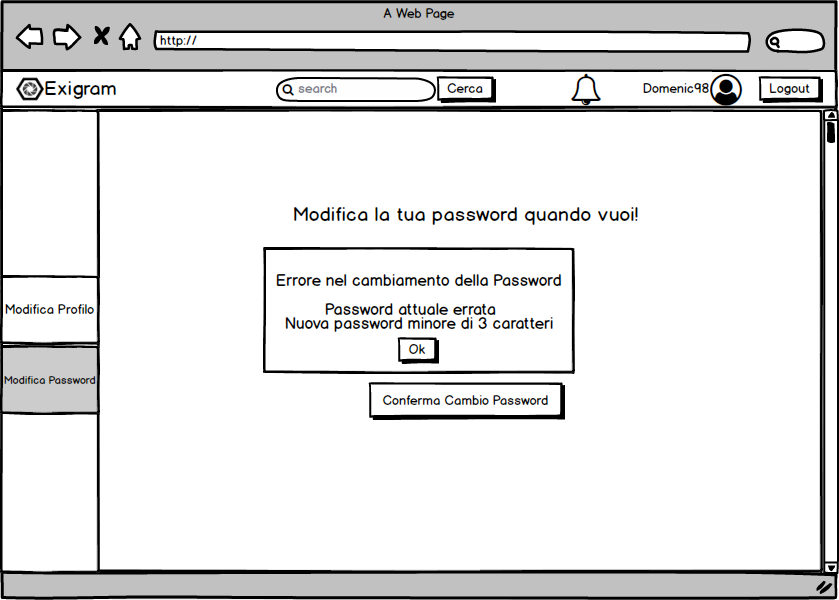 A Web Page
http://
Exigram
search
Cerca
Domenic98
Logout
Modifica la tua password quando vuoi!
Errore nel cambiamento della Password
Password attuale errata
Nuova password minore di 3 caratteri
Ok
Conferma Cambio Password
Modifica Profilo
Modifica Password